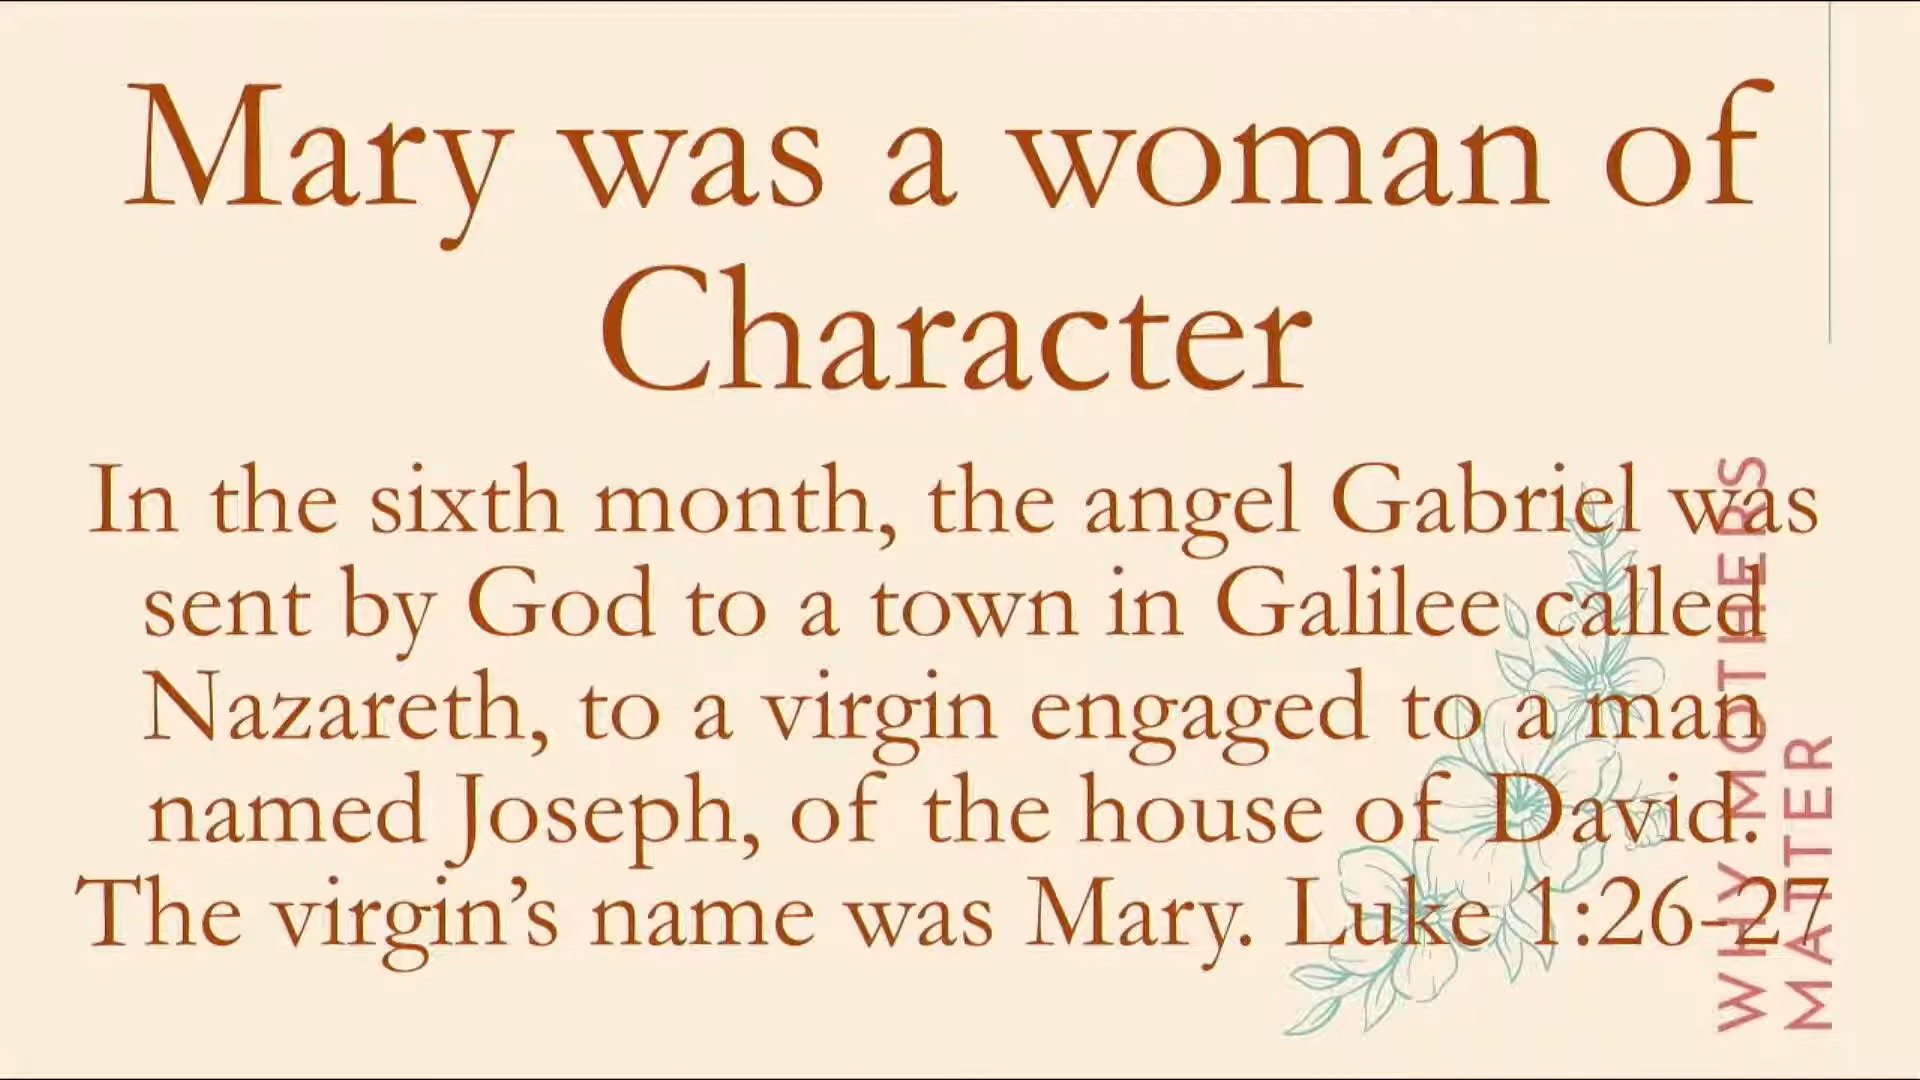 Mary was a woman of
Character
In the sixth month, the angel Gabriel was
sent by God to a town in Galilee called
Nazareth, to a virgin engaged to a man
named Joseph, of the house of David.
The virgin’s name was Mary. Luke 1:26-27
WHY MOTHERS
MATTER